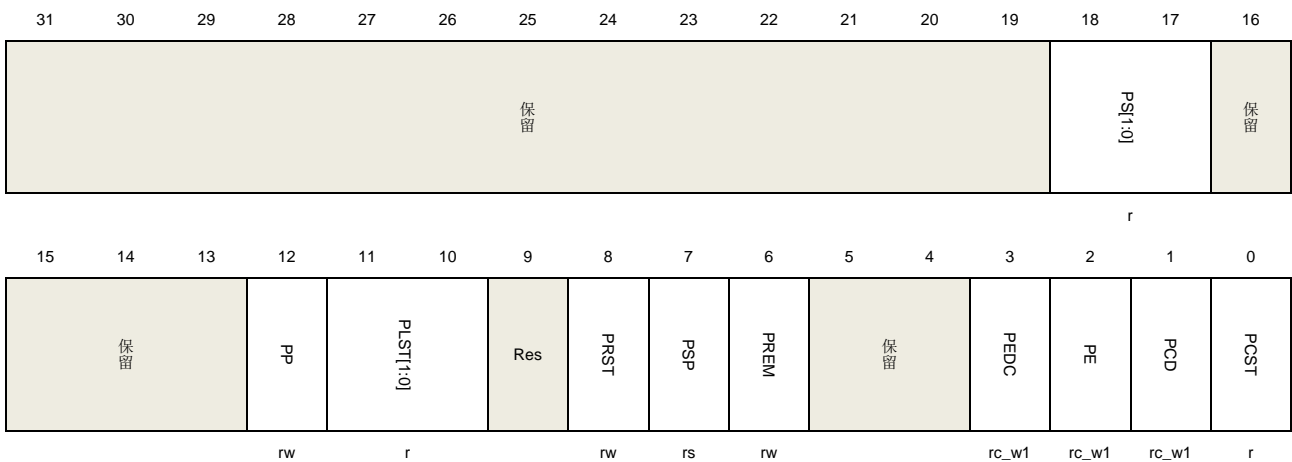 31 30 29 28 27 26 25 24 23 22 21 20 19 18 17 16
保留 PS[1:0] 保留
r
15 14 13 12 11 10 9 8 7 6 5 4 3 2 1 0
保留 PP PLST[1:0] Res PRST PSP PREM 保留 PEDC PE PCD PCST
rw r rw rs rw rc_w1 rc_w1 rc_w1 r